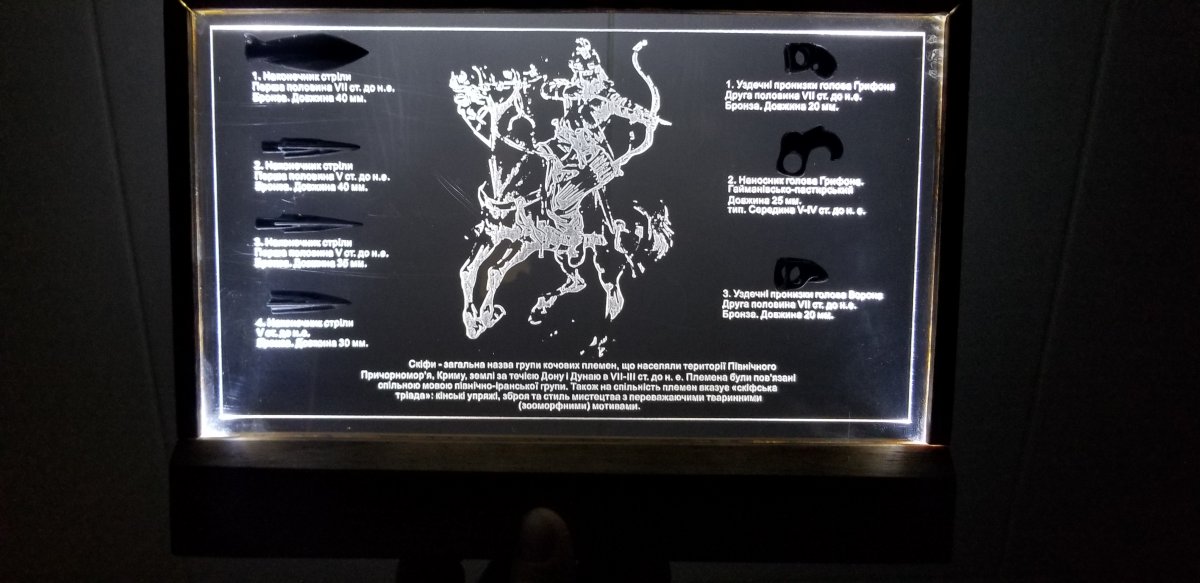 1. Наконечник стріли
Перша половина VII ст. до н.е.
Бронза. Довжина 40 мм.
2. Наконечник стріли
Перша половина V ст. до н.е.
Бронза. Довжина 40 мм.
3. Наконечник стріли
Перша половина V ст. до н.е.
Бронза. Довжина 35 мм.
4. Наконечник стріли
V ст. до н.е.
Бронза. Довжина 30 мм.
1. Уздечні пронизки голова Грифона
Друга половина VII ст. до н.е.
Бронза. Довжина 20 мм.
2. Наносник голова Грифона.
Гайманівсько-пастирський
Довжина 25 мм.
тип. Середина V-IV ст. до н. е.
3. Уздечні пронизки голова Ворона
Друга половина VII ст. до н.е.
Бронза. Довжина 20 мм.
Скіфи - загальна назва групи кочових племен, що населяли території Північного
Причорномор'я, Криму, землі за течією Дону і Дунаю в VII-III ст. до н. е. Племена були пов'язані
спільною мовою північно-іранської групи. Також на спільність племен вказує «скіфська
тріада»: кінські упряжі, зброя та стиль мистецтва з переважаючими тваринними
(зооморфними) мотивами.